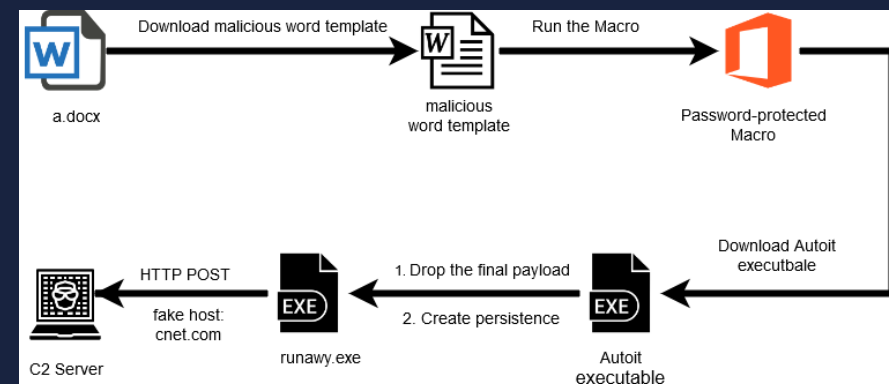 Download malicious word template
Run the Macro
W
W
a.docx
malicious
word template
Password-protected
Macro
Download Autoit
executbale
HTTP POST
fake host:
cnet.com
1. Drop the final payload
2. Create persistence
EXE
EXE
C2 Server
runawy.exe
Autoit
executable